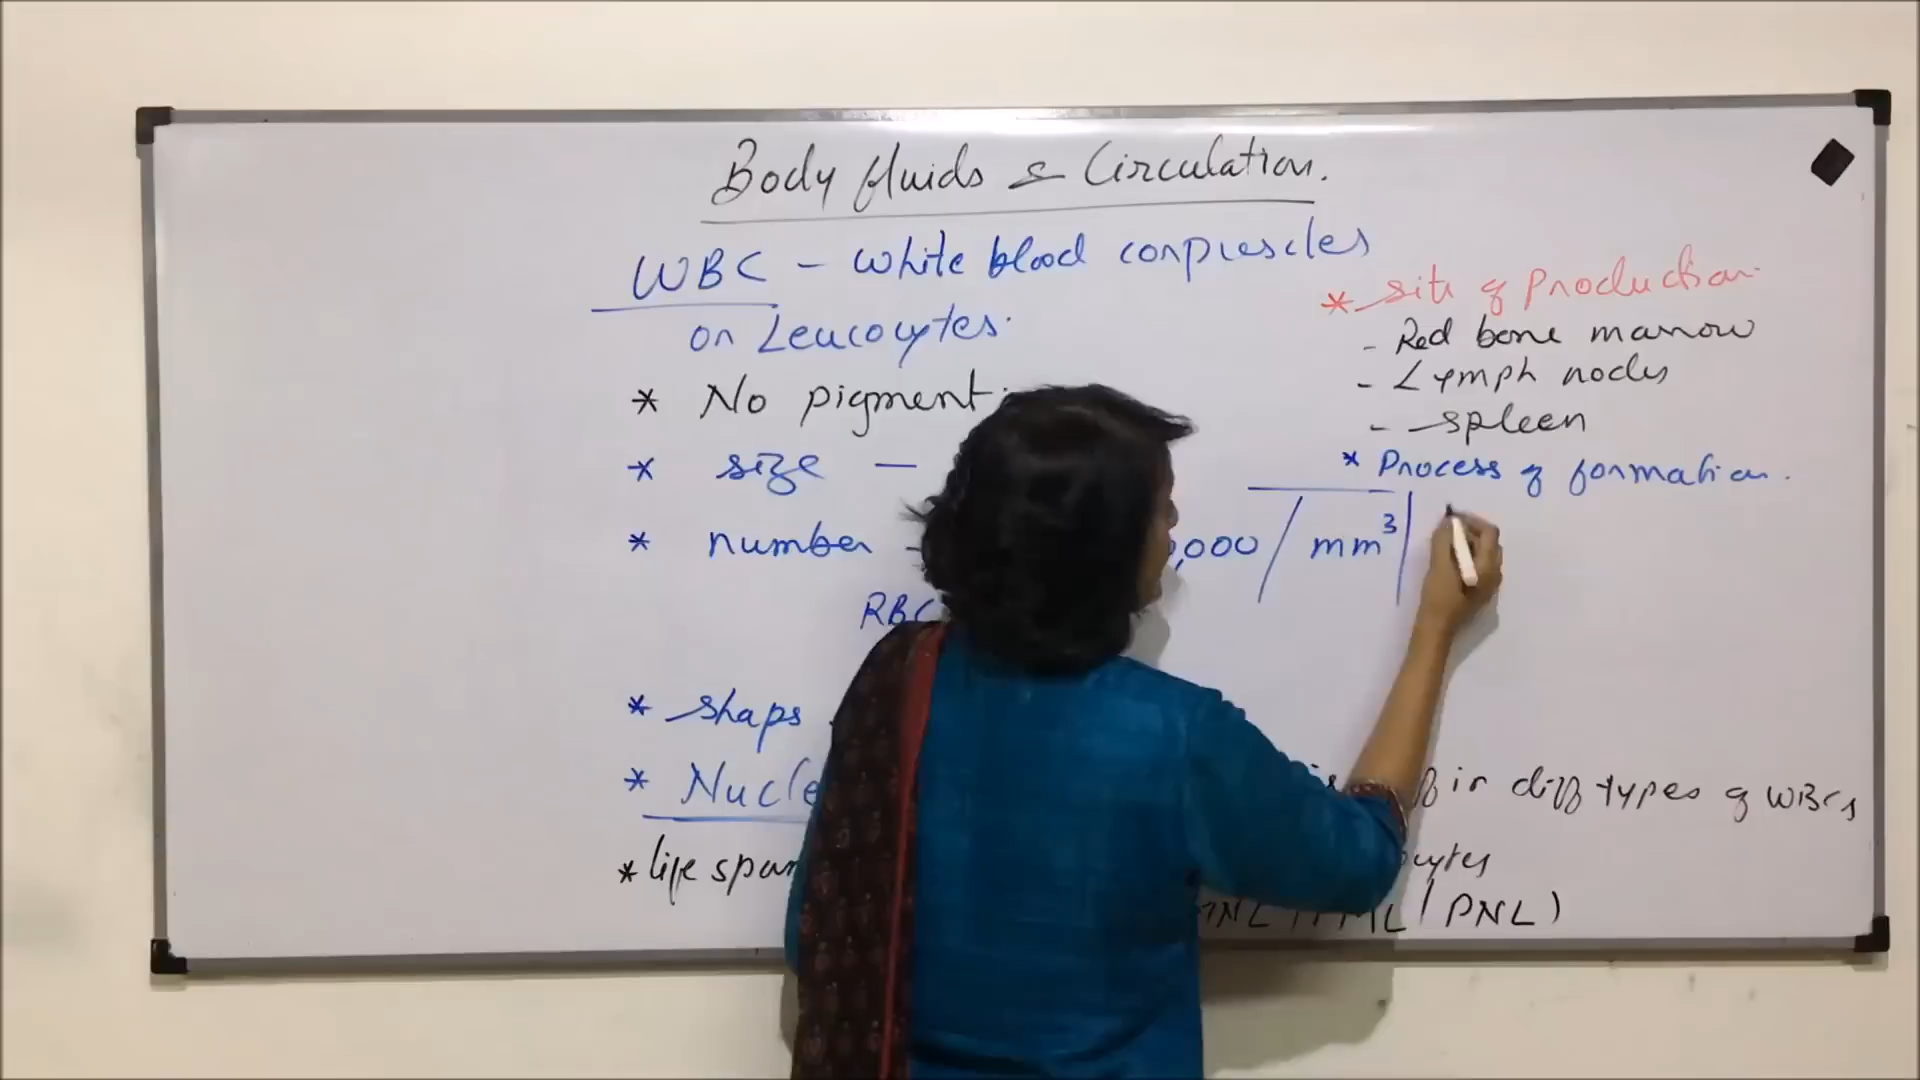 Body fluids & Circulation.
WBC - White blood corpuscles
or Leucocytes.
* No pigment
* size —
* number - ,000 / mm³
RBC
* shape
* Nucle
* life span
* site of Production.
- Red bone marrow
- Lymph nodes
- spleen
* Process of formation.
in diff types of WBCs
ocytes
PNL)